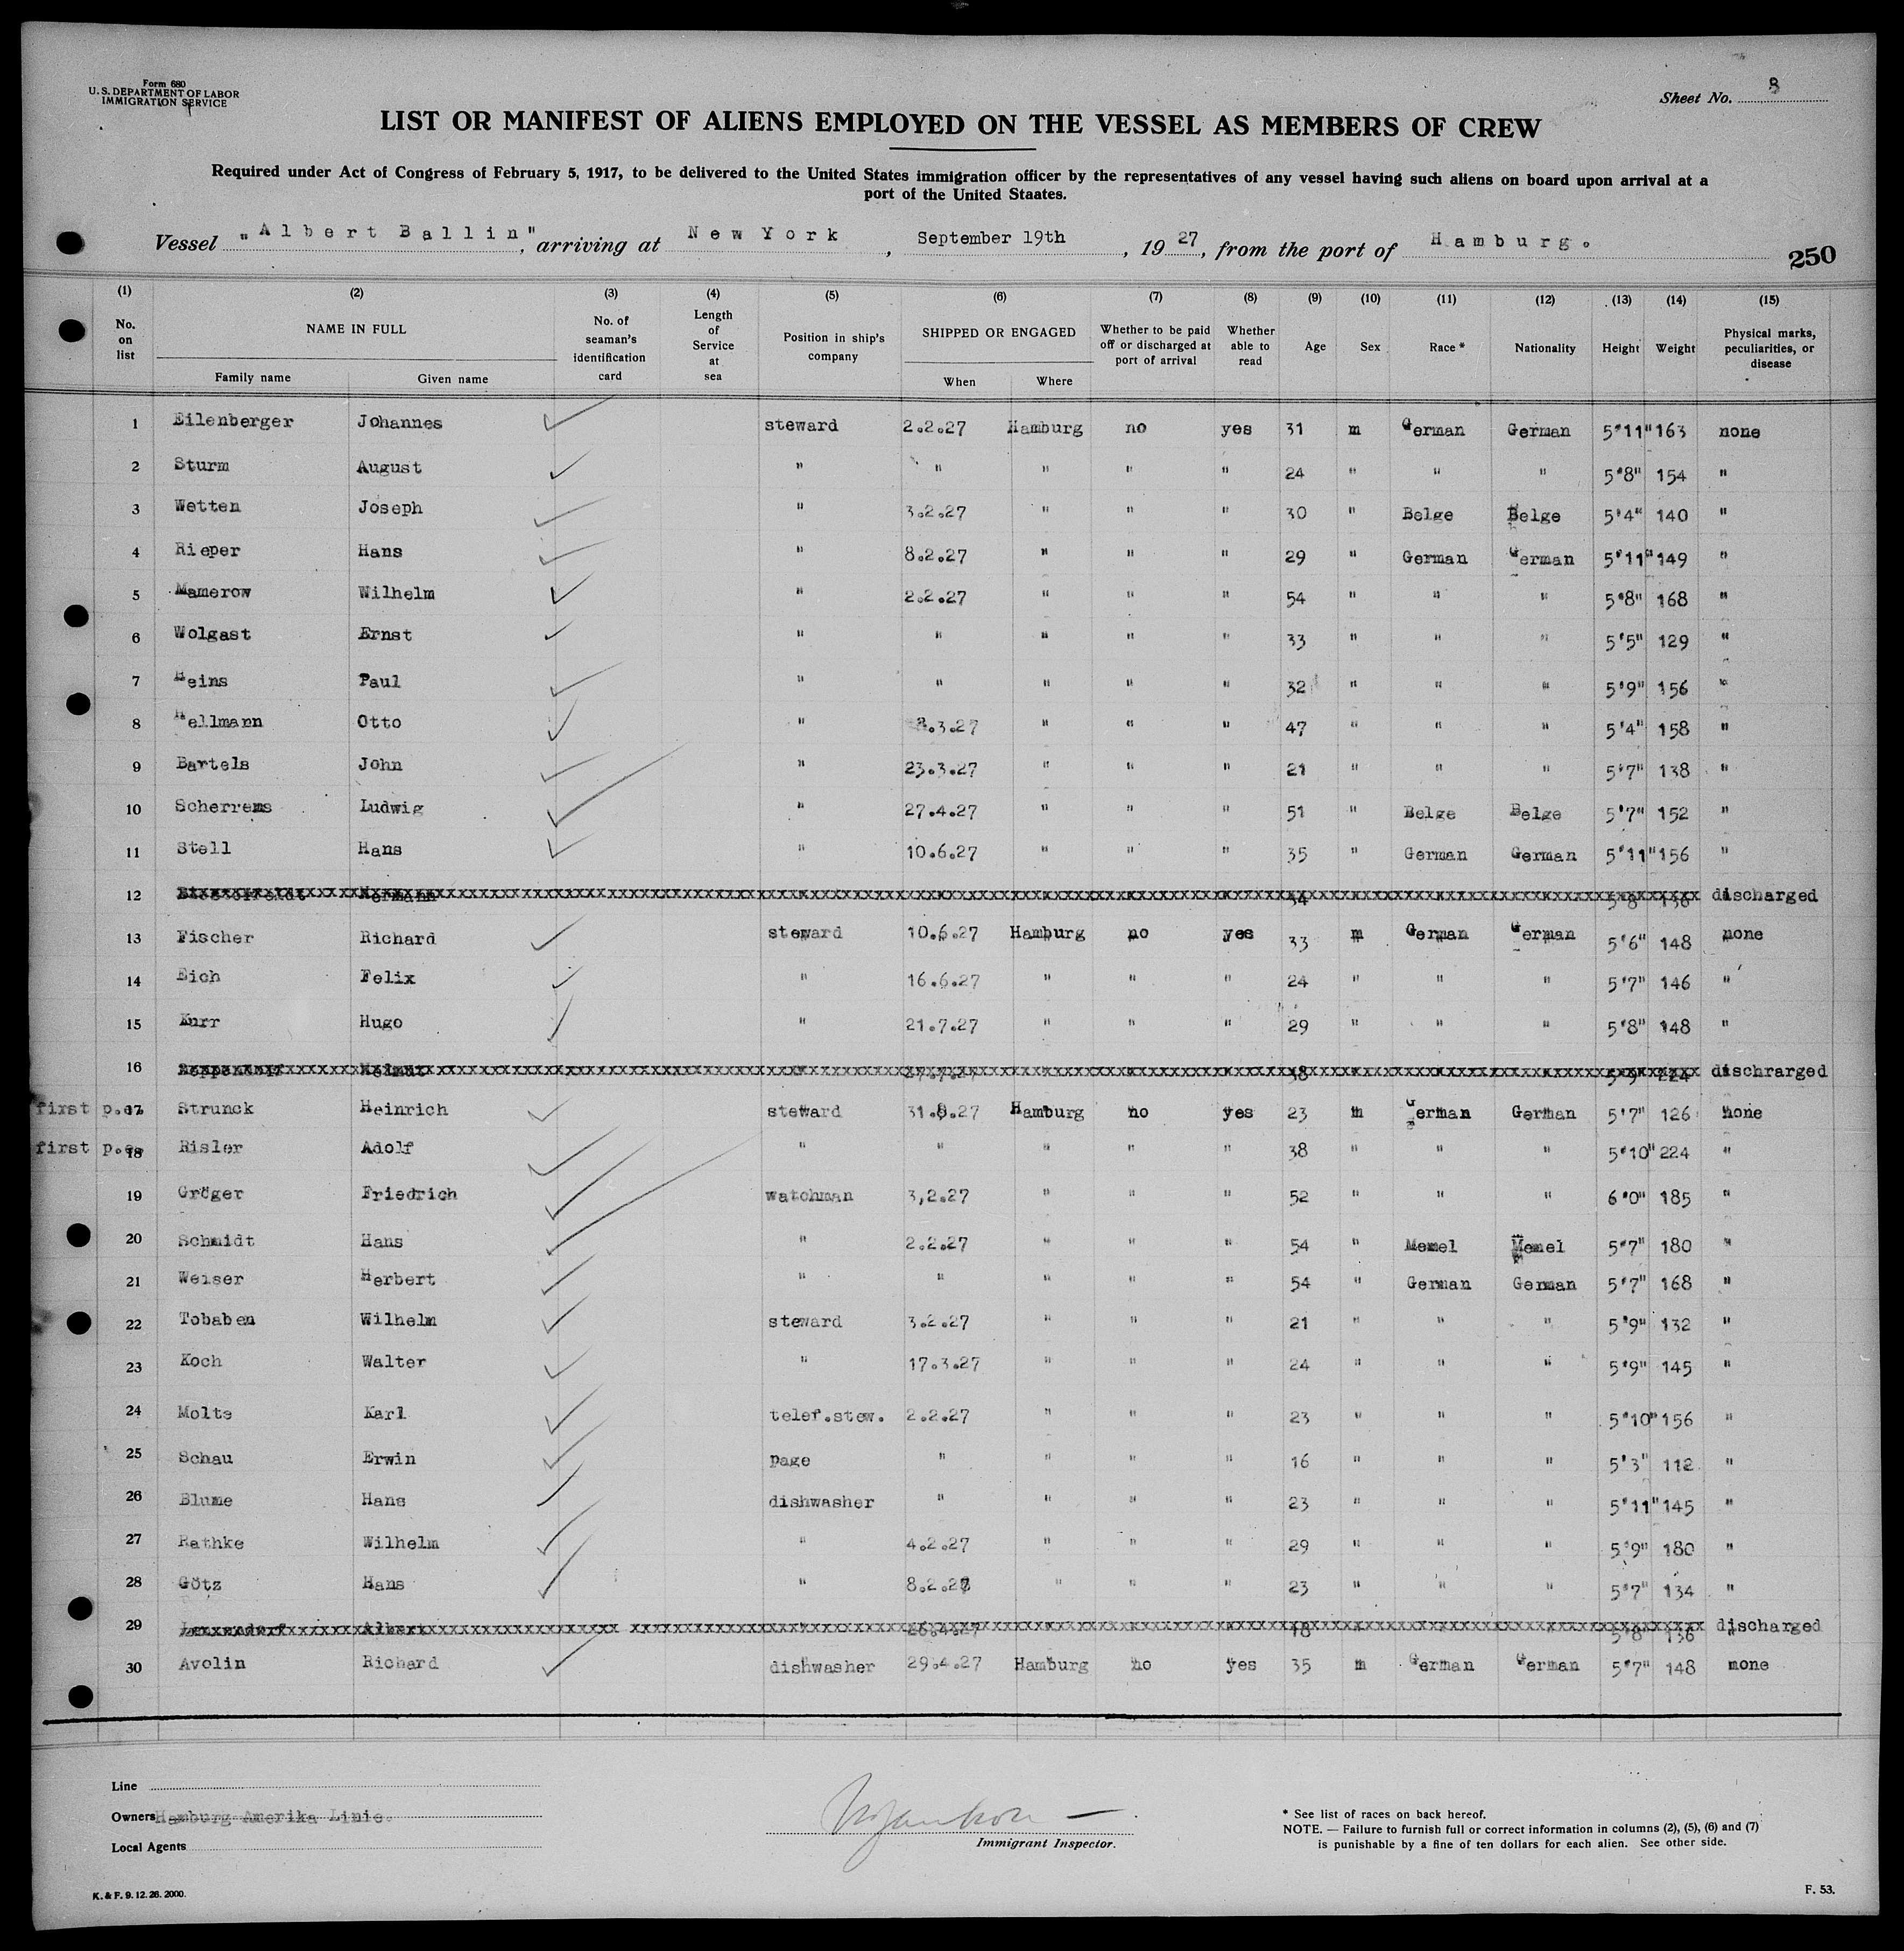 Form 680
U. S. DEPARTMENT OF LABOR
IMMIGRATION SERVICE
Sheet No. 8
LIST OR MANIFEST OF ALIENS EMPLOYED ON THE VESSEL AS MEMBERS OF CREW
Required under Act of Congress of February 5, 1917, to be delivered to the United States immigration officer by the representatives of any vessel having such aliens on board upon arrival at a
port of the United Staates.
Vessel "Albert Ballin", arriving at New York, September 19th, 1927, from the port of Hamburg.
250
(1) (2) (3) (4) (5) (6) (7) (8) (9) (10) (11) (12) (13) (14) (15)
No. on list NAME IN FULL No. of seaman's identification card Length of Service at sea Position in ship's company SHIPPED OR ENGAGED Whether to be paid off or discharged at port of arrival Whether able to read Age Sex Race * Nationality Height Weight Physical marks, peculiarities, or disease
Family name Given name When Where
1 Eilenberger Johannes steward 2.2.27 Hamburg no yes 31 m German German 5'11" 163 none
2 Sturm August " " " " " 24 " " " 5'8" 154 "
3 Wetten Joseph " 3.2.27 " " " 30 " Belge Belge 5'4" 140 "
4 Rieper Hans " 8.2.27 " " " 29 " German German 5'11" 149 "
5 Mamerow Wilhelm " 2.2.27 " " " 54 " " " 5'8" 168 "
6 Wolgast Ernst " " " " " 33 " " " 5'5" 129 "
7 Heins Paul " " " " " 32 " " " 5'9" 156 "
8 Hellmann Otto " .3.27 " " " 47 " " " 5'4" 158 "
9 Bartels John " 23.3.27 " " " 21 " " " 5'7" 138 "
10 Scherrems Ludwig " 27.4.27 " " " 51 " Belge Belge 5'7" 152 "
11 Stell Hans " 10.6.27 " " " 35 " German German 5'11" 156 "
12 Hermann 34 5'8" 136 discharged
13 Fischer Richard steward 10.6.27 Hamburg no yes 33 m German German 5'6" 148 none
14 Eich Felix " 16.6.27 " " " 24 " " " 5'7" 146 "
15 Kurr Hugo " 21.7.27 " " " 29 " " " 5'8" 148 "
16 Helmut 27.7.27 38 5'9" 224 dischrarged
first p.e. 17 Strunck Heinrich steward 31.8.27 Hamburg no yes 23 m German German 5'7" 126 none
first p.e. 18 Risler Adolf " " " " " 38 " " " 5'10" 224 "
19 Gröger Friedrich watchman 3,2.27 " " " 52 " " " 6'0" 185 "
20 Schmidt Hans " 2.2.27 " " " 54 " Memel Memel 5'7" 180 "
21 Weiser Herbert " " " " " 54 " German German 5'7" 168 "
22 Tobaben Wilhelm steward 3.2.27 " " " 21 " " " 5'9" 132 "
23 Koch Walter " 17.3.27 " " " 24 " " " 5'9" 145 "
24 Molts Karl telef.stew. 2.2.27 " " " 23 " " " 5'10" 156 "
25 Schau Erwin page " " " " 16 " " " 5'3" 112 "
26 Blume Hans dishwasher " " " " 23 " " " 5'11" 145 "
27 Rathke Wilhelm " 4.2.27 " " " 29 " " " 5'9" 180 "
28 Götz Hans " 8.2.27 " " " 23 " " " 5'7" 134 "
29 Albert 26.4.27 18 5'8" 136 discharged
30 Avolin Richard dishwasher 29.4.27 Hamburg no yes 35 m German German 5'7" 148 none
Line
Owners Hamburg Amerika Linie.
Local Agents
Immigrant Inspector.
* See list of races on back hereof.
NOTE. — Failure to furnish full or correct information in columns (2), (5), (6) and (7)
is punishable by a fine of ten dollars for each alien. See other side.
K. & F. 9. 12. 26. 2000.
F. 53.